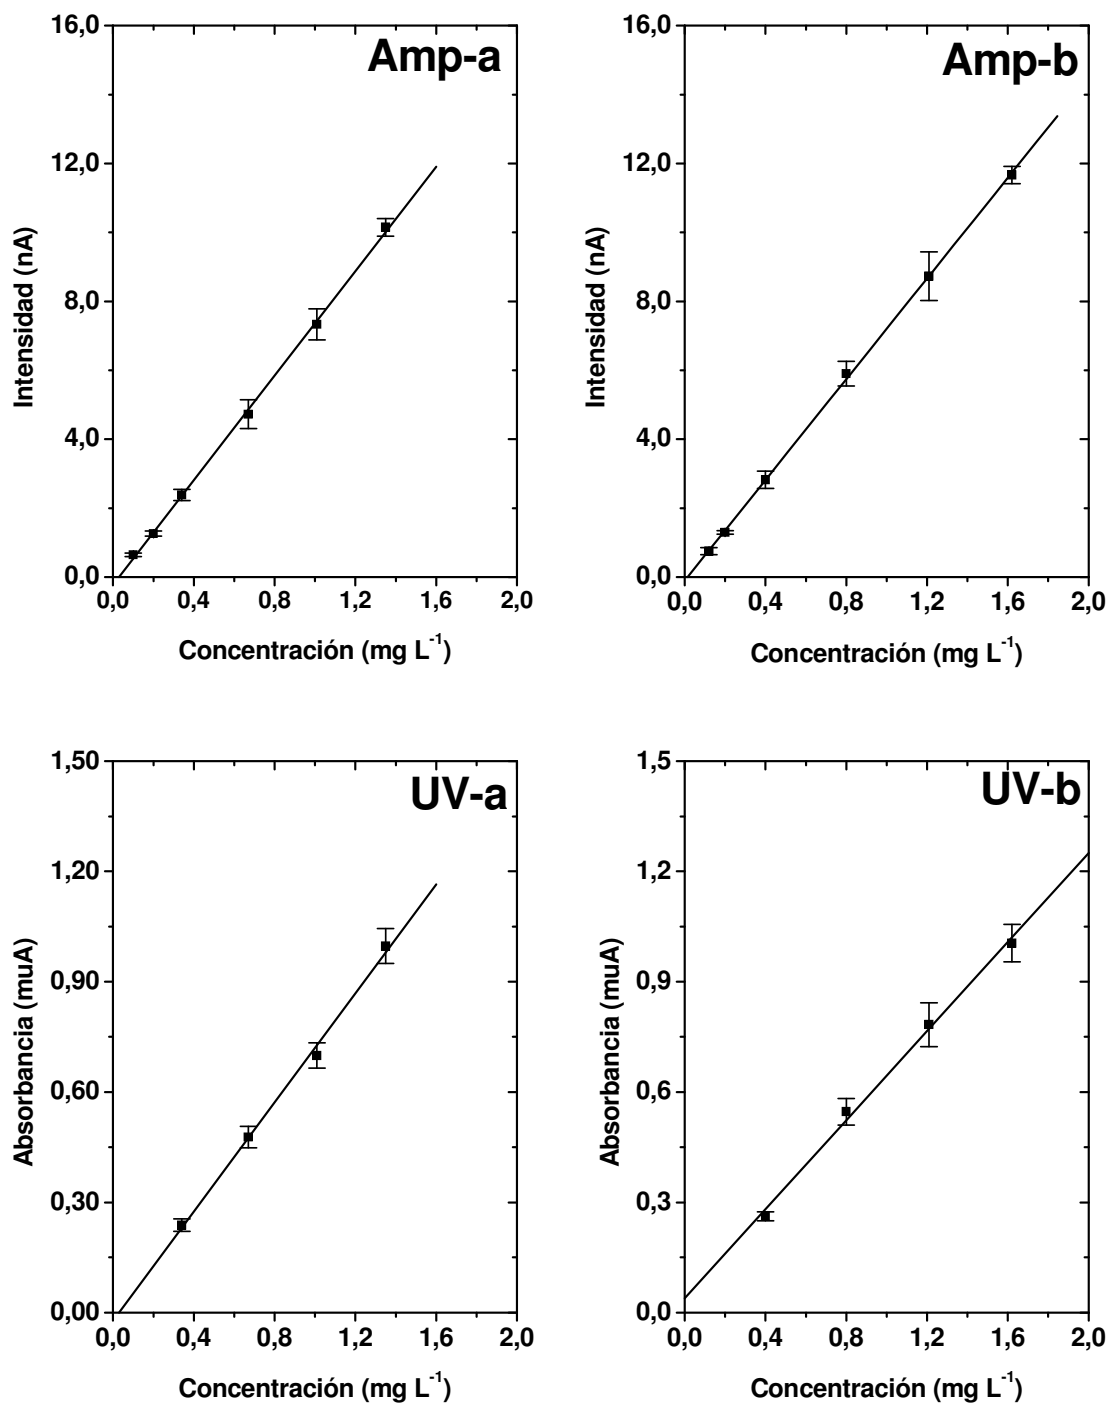 Amp-a
16,0
12,0
8,0
4,0
0,0
Intensidad (nA)
0,0 0,4 0,8 1,2 1,6 2,0
Concentración (mg L-1)
Amp-b
16,0
12,0
8,0
4,0
0,0
Intensidad (nA)
0,0 0,4 0,8 1,2 1,6 2,0
Concentración (mg L-1)
UV-a
1,50
1,20
0,90
0,60
0,30
0,00
Absorbancia (muA)
0,0 0,4 0,8 1,2 1,6 2,0
Concentración (mg L-1)
UV-b
1,5
1,2
0,9
0,6
0,3
0,0
Absorbancia (muA)
0,0 0,4 0,8 1,2 1,6 2,0
Concentración (mg L-1)